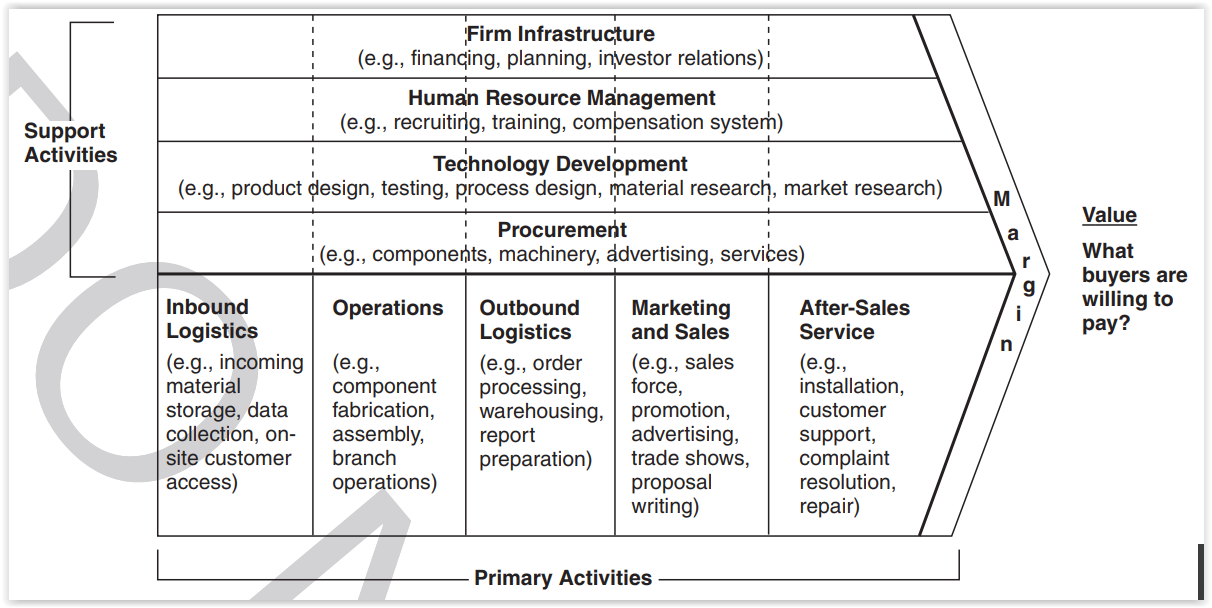 Support
Activities
Firm Infrastructure
(e.g., financing, planning, investor relations)
Human Resource Management
(e.g., recruiting, training, compensation system)
Technology Development
(e.g., product design, testing, process design, material research, market research)
Procurement
(e.g., components, machinery, advertising, services)
Inbound
Logistics
(e.g., incoming
material
storage, data
collection, on-
site customer
access)
Operations
(e.g.,
component
fabrication,
assembly,
branch
operations)
Outbound
Logistics
(e.g., order
processing,
warehousing,
report
preparation)
Marketing
and Sales
(e.g., sales
force,
promotion,
advertising,
trade shows,
proposal
writing)
After-Sales
Service
(e.g.,
installation,
customer
support,
complaint
resolution,
repair)
Margin
Value
What
buyers are
willing to
pay?
Primary Activities